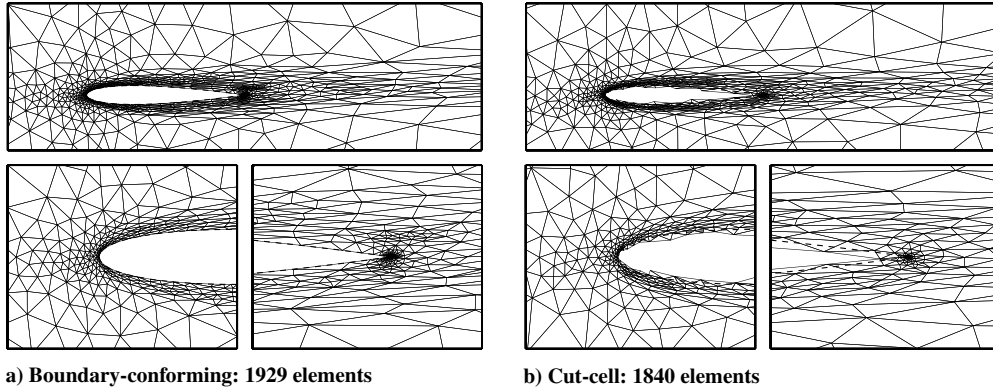 a) Boundary-conforming: 1929 elements
b) Cut-cell: 1840 elements